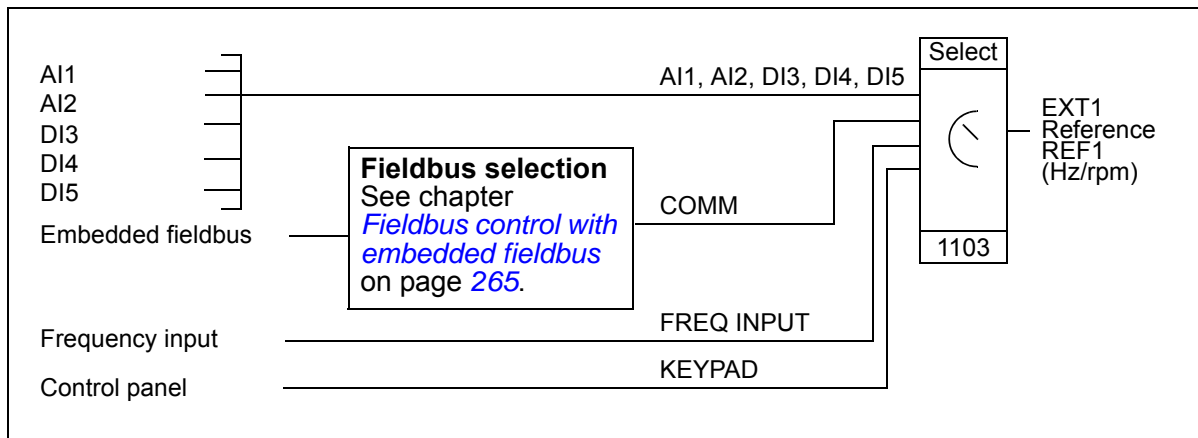 AI1
AI2
DI3
DI4
DI5
Embedded fieldbus
Frequency input
Control panel
Fieldbus selection
See chapter
Fieldbus control with
embedded fieldbus
on page 265.
AI1, AI2, DI3, DI4, DI5
COMM
FREQ INPUT
KEYPAD
Select
1103
EXT1
Reference
REF1
(Hz/rpm)